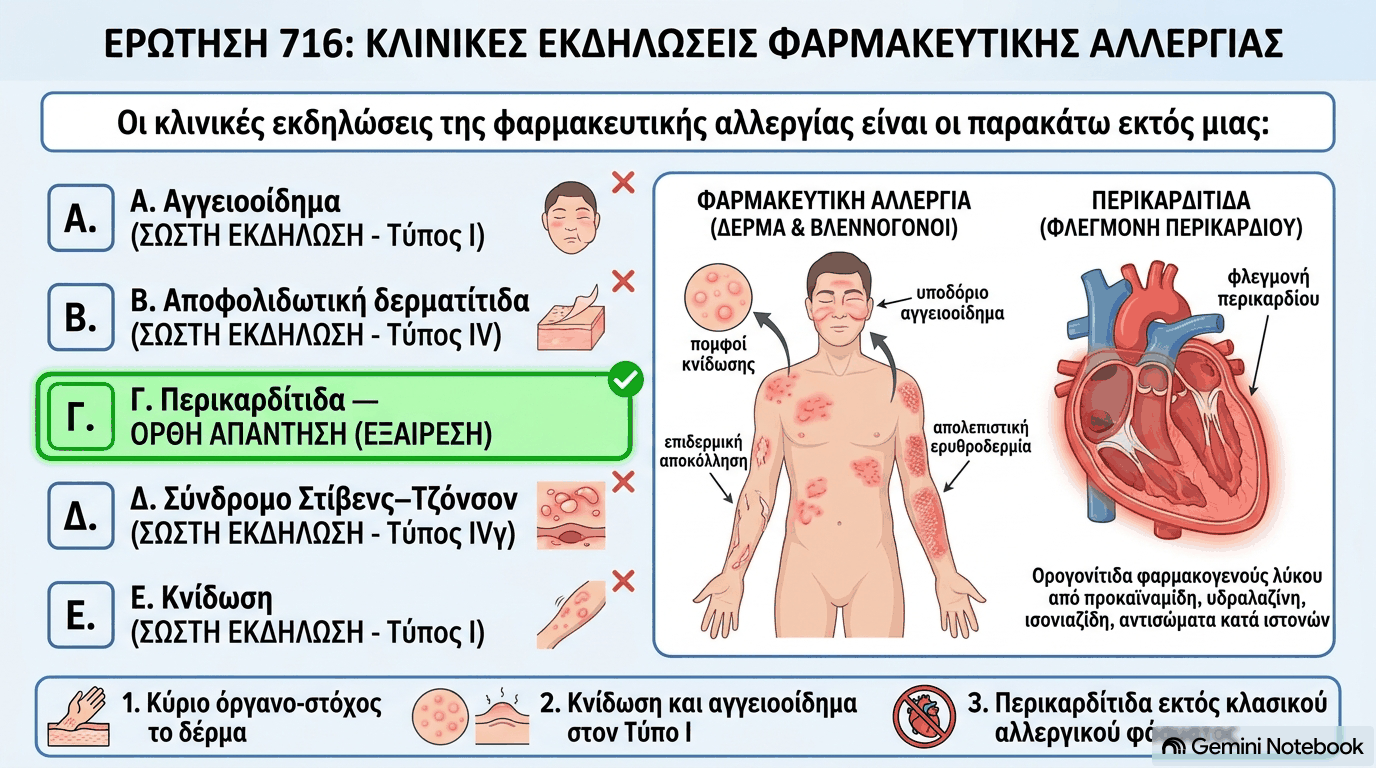 ΕΡΩΤΗΣΗ 716: ΚΛΙΝΙΚΕΣ ΕΚΔΗΛΩΣΕΙΣ ΦΑΡΜΑΚΕΥΤΙΚΗΣ ΑΛΛΕΡΓΙΑΣ
Οι κλινικές εκδηλώσεις της φαρμακευτικής αλλεργίας είναι οι παρακάτω εκτός μιας:
Α.
Α. Αγγειοοίδημα
(ΣΩΣΤΗ ΕΚΔΗΛΩΣΗ - Τύπος Ι)
Β.
Β. Αποφολιδωτική δερματίτιδα
(ΣΩΣΤΗ ΕΚΔΗΛΩΣΗ - Τύπος IV)
Γ.
Γ. Περικαρδίτιδα —
ΟΡΘΗ ΑΠΑΝΤΗΣΗ (ΕΞΑΙΡΕΣΗ)
Δ.
Δ. Σύνδρομο Στίβενς–Τζόνσον
(ΣΩΣΤΗ ΕΚΔΗΛΩΣΗ - Τύπος IVγ)
Ε.
Ε. Κνίδωση
(ΣΩΣΤΗ ΕΚΔΗΛΩΣΗ - Τύπος Ι)
ΦΑΡΜΑΚΕΥΤΙΚΗ ΑΛΛΕΡΓΙΑ
(ΔΕΡΜΑ & ΒΛΕΝΝΟΓΟΝΟΙ)
πομφοί
κνίδωσης
υποδόριο
αγγειοοίδημα
επιδερμική
αποκόλληση
απολεπιστική
ερυθροδερμία
ΠΕΡΙΚΑΡΔΙΤΙΔΑ
(ΦΛΕΓΜΟΝΗ ΠΕΡΙΚΑΡΔΙΟΥ)
φλεγμονή
περικαρδίου
Ορογονίτιδα φαρμακογενούς λύκου
από προκαϊναμίδη, υδραλαζίνη,
ισονιαζίδη, αντισώματα κατά ιστονών
1. Κύριο όργανο-στόχος
το δέρμα
2. Κνίδωση και αγγειοοίδημα
στον Τύπο Ι
3. Περικαρδίτιδα εκτός κλασικού
αλλεργικού
Gemini Notebook